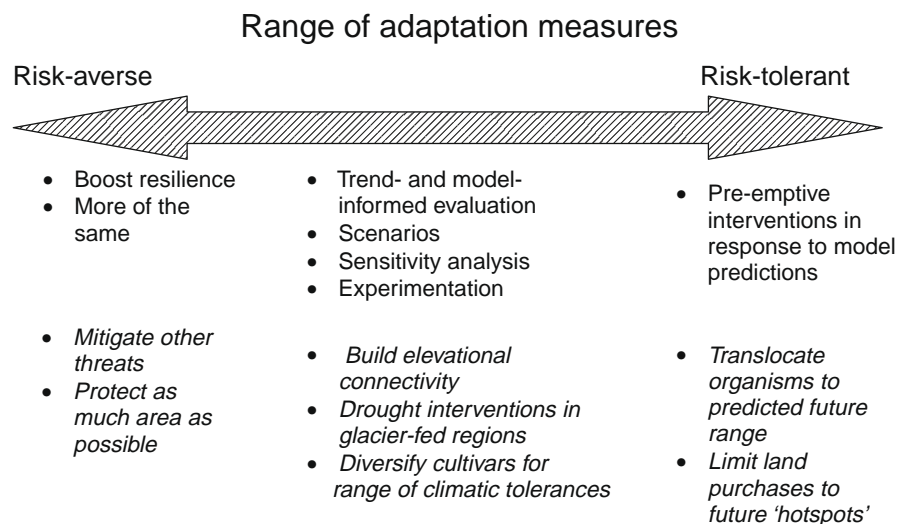 Range of adaptation measures
Risk-averse
Risk-tolerant
• Boost resilience
• More of the
same
• Mitigate other
threats
• Protect as
much area as
possible
• Trend- and model-
informed evaluation
• Scenarios
• Sensitivity analysis
• Experimentation
• Build elevational
connectivity
• Drought interventions in
glacier-fed regions
• Diversify cultivars for
range of climatic tolerances
• Pre-emptive
interventions in
response to model
predictions
• Translocate
organisms to
predicted future
range
• Limit land
purchases to
future 'hotspots'